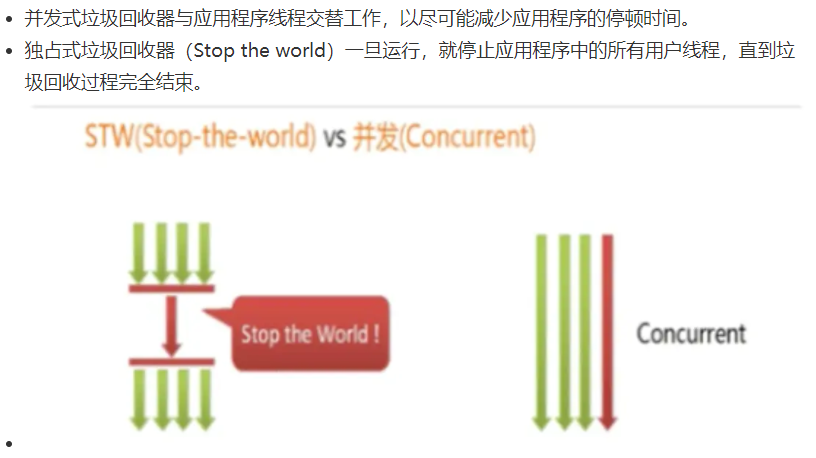 并发式垃圾回收器与应用程序线程交替工作，以尽可能减少应用程序的停顿时间。
独占式垃圾回收器（Stop the world）一旦运行，就停止应用程序中的所有用户线程，直到垃
圾回收过程完全结束。
STW(Stop-the-world) vs 并发(Concurrent)
Stop the World !
Concurrent